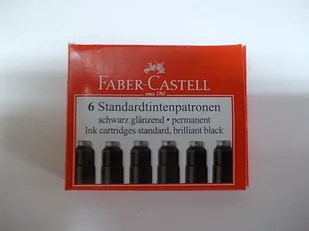 FABER-CASTELL
since 1761
6 Standardtintenpatronen
schwarz glänzend • permanent
Ink cartridges standard, brilliant black